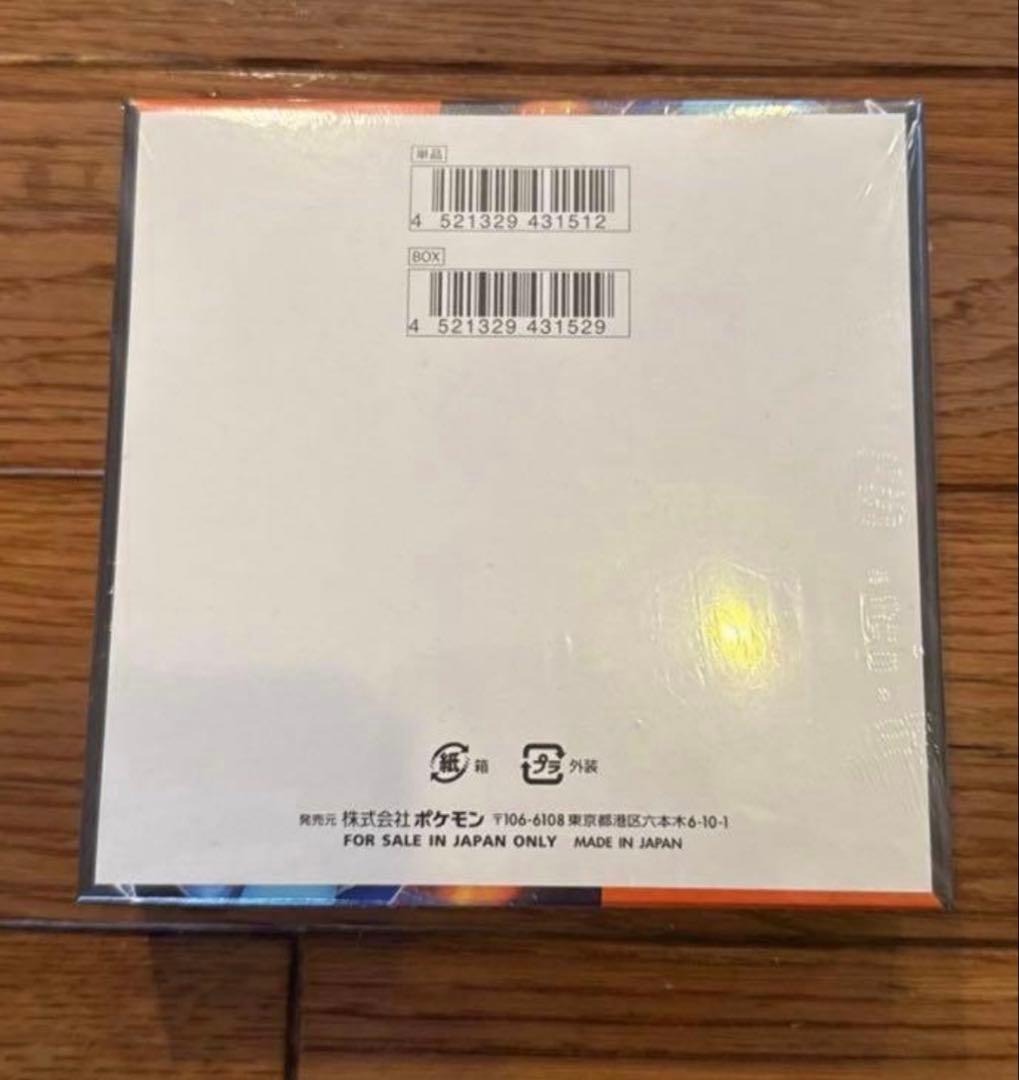 単品
4 521329 431512
BOX
4 521329 431529
紙 箱 プラ 外装
発売元 株式会社ポケモン 〒106-6108 東京都港区六本木6-10-1
FOR SALE IN JAPAN ONLY MADE IN JAPAN